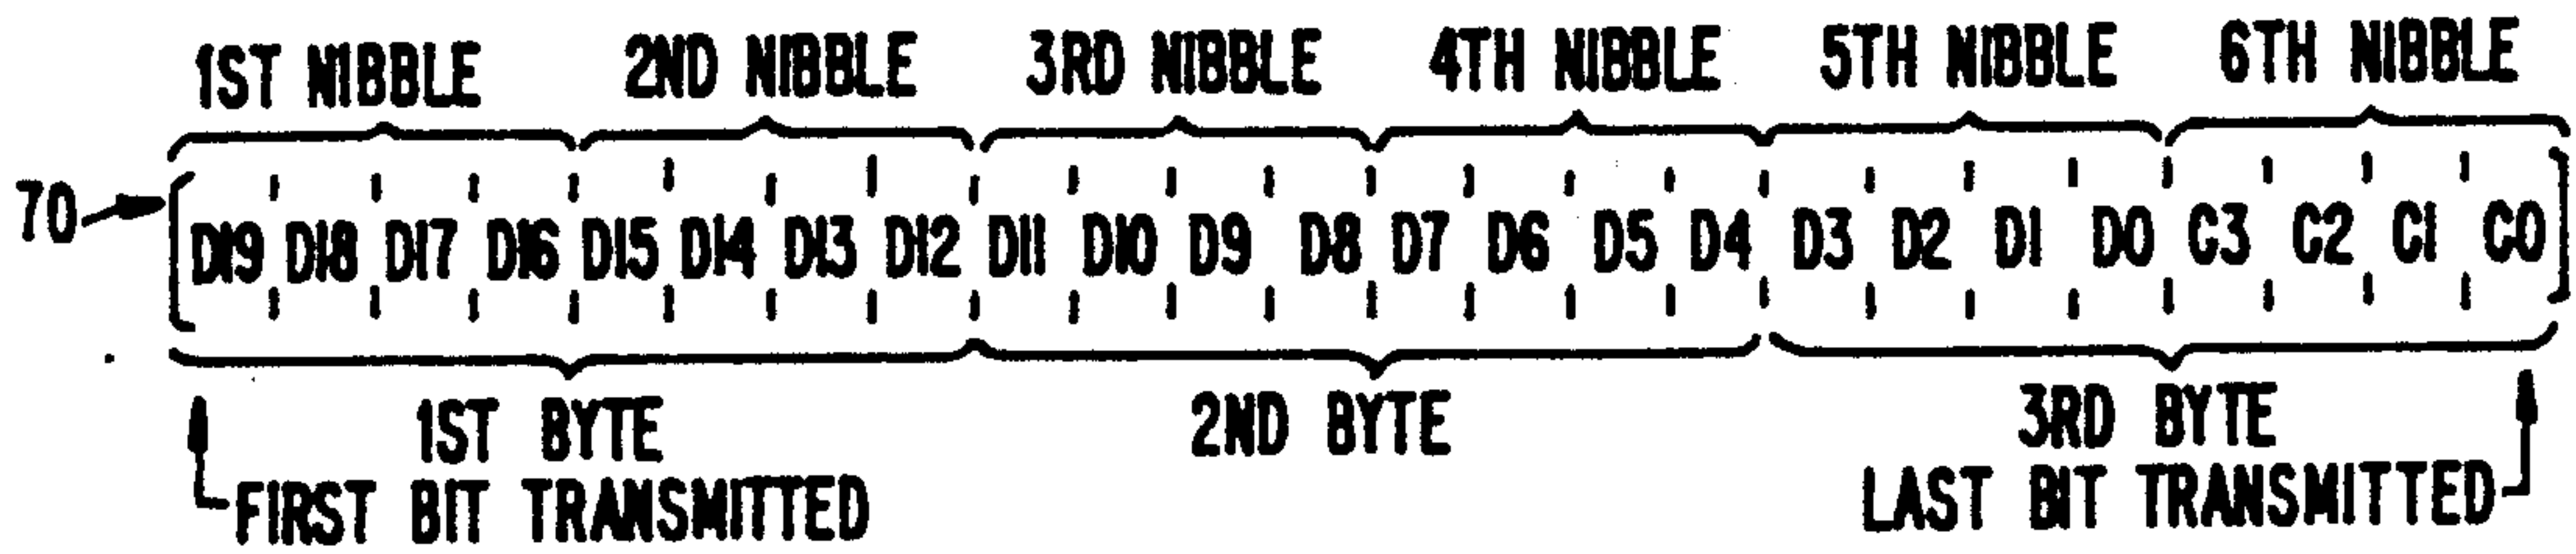 1ST NIBBLE 2ND NIBBLE 3RD NIBBLE 4TH NIBBLE 5TH NIBBLE 6TH NIBBLE
70
D19 D18 D17 D16 D15 D14 D13 D12 D11 D10 D9 D8 D7 D6 D5 D4 D3 D2 D1 D0 C3 C2 C1 C0
1ST BYTE 2ND BYTE 3RD BYTE
FIRST BIT TRANSMITTED LAST BIT TRANSMITTED